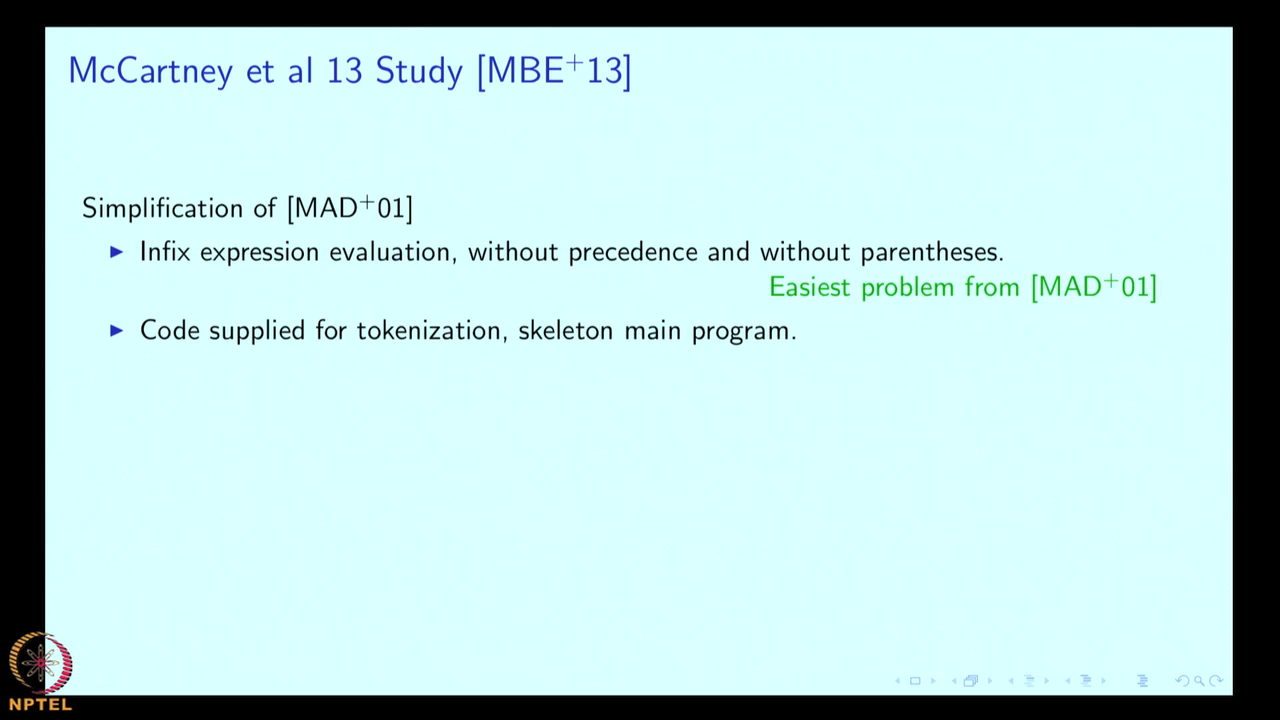 McCartney et al 13 Study [MBE+13]
Simplification of [MAD+01]
Infix expression evaluation, without precedence and without parentheses.
Easiest problem from [MAD+01]
Code supplied for tokenization, skeleton main program.
NPTEL